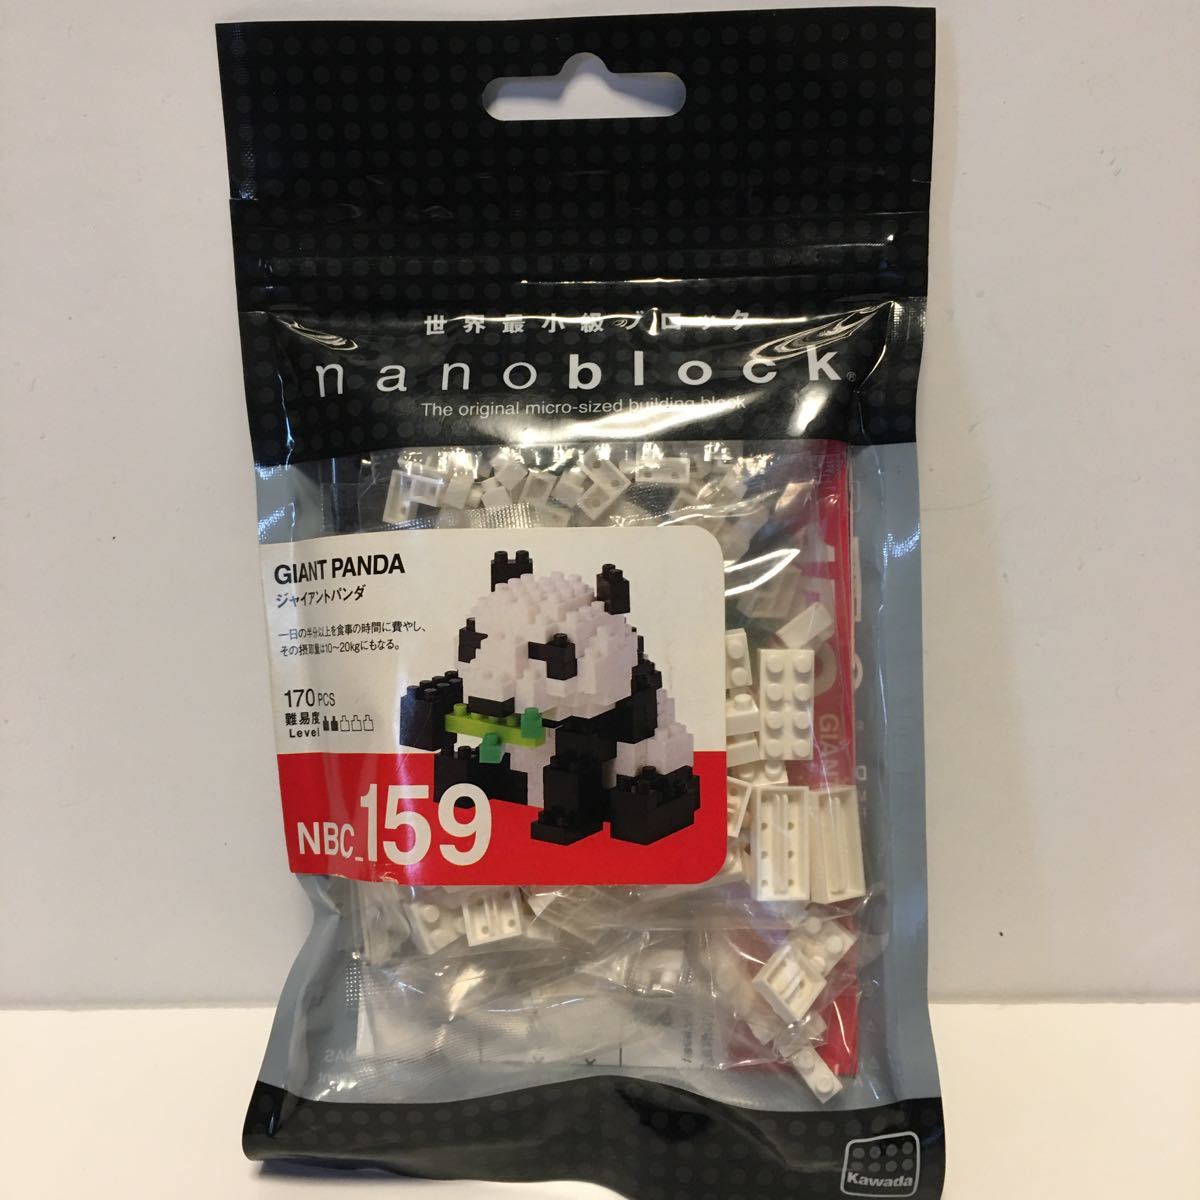 世界最小級ブロック
nanoblock®
The original micro-sized building block
GIANT PANDA
ジャイアントパンダ
一日の半分以上を食事の時間に費やし、
その摂取量は10〜20kgにもなる。
170 PCS
難易度
Level
NBC_159
GIANT
Kawada